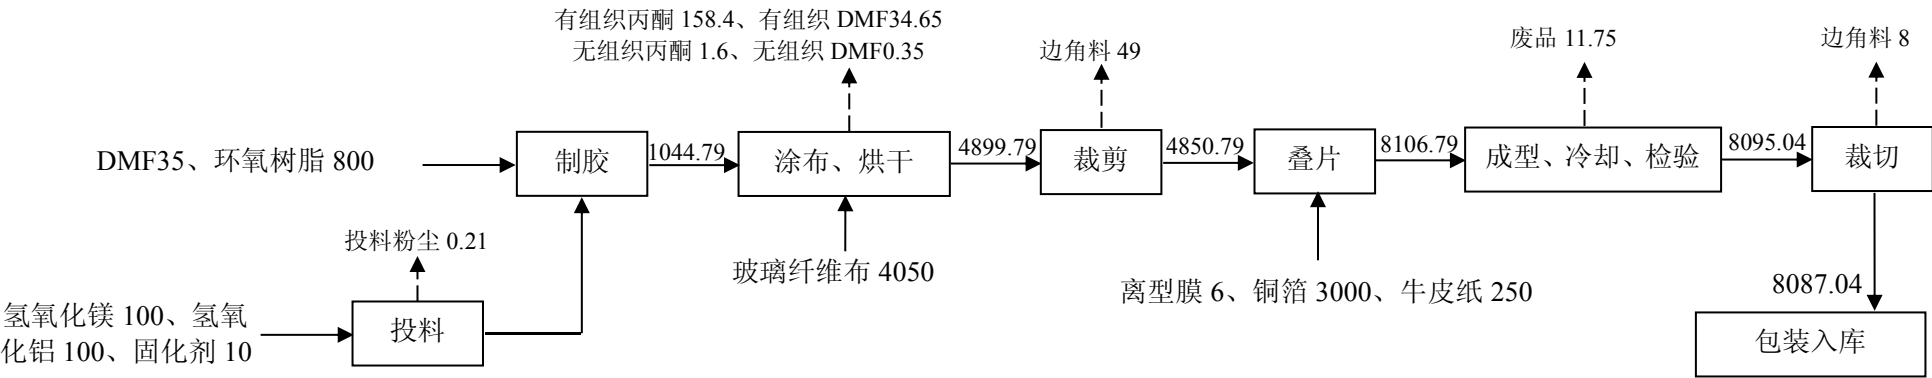 有组织丙酮 158.4、有组织 DMF34.65
无组织丙酮 1.6、无组织 DMF0.35
边角料 49
废品 11.75
边角料 8
DMF35、环氧树脂 800
制胶
1044.79
涂布、烘干
4899.79
裁剪
4850.79
叠片
8106.79
成型、冷却、检验
8095.04
裁切
投料粉尘 0.21
玻璃纤维布 4050
离型膜 6、铜箔 3000、牛皮纸 250
8087.04
氢氧化镁 100、氢氧
化铝 100、固化剂 10
投料
包装入库